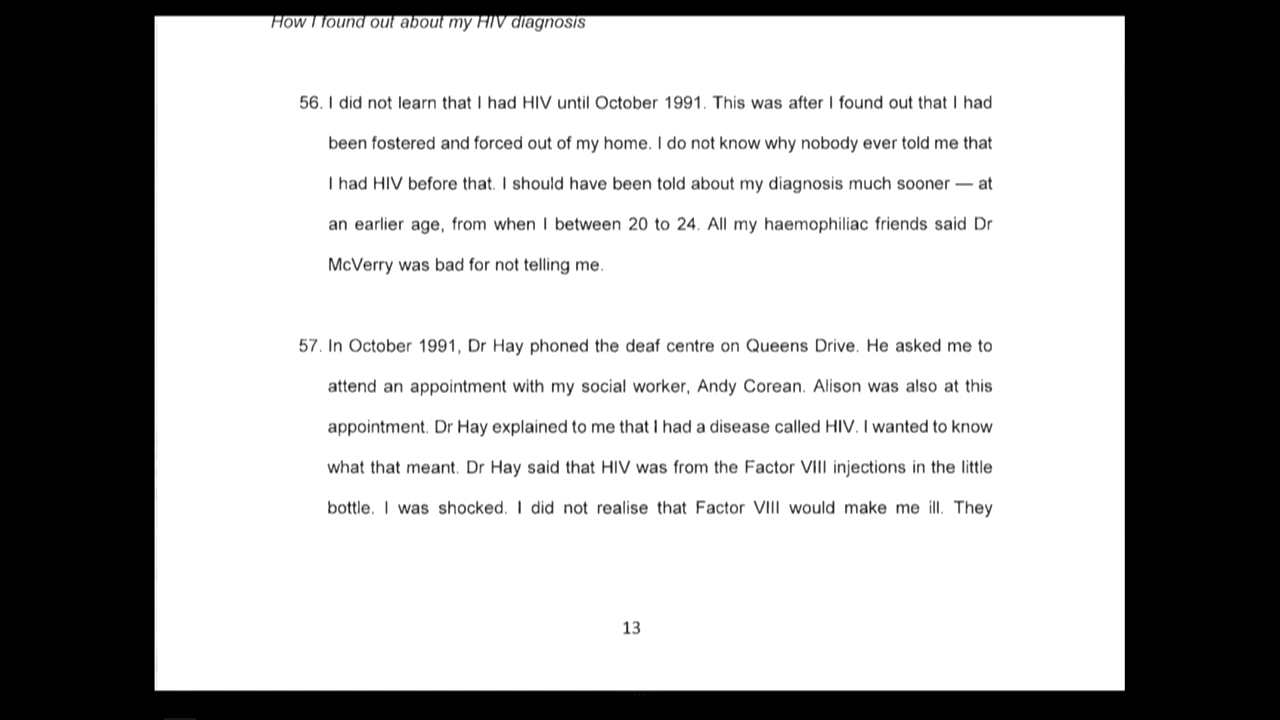 How I found out about my HIV diagnosis
56. I did not learn that I had HIV until October 1991. This was after I found out that I had
been fostered and forced out of my home. I do not know why nobody ever told me that
I had HIV before that. I should have been told about my diagnosis much sooner — at
an earlier age, from when I between 20 to 24. All my haemophiliac friends said Dr
McVerry was bad for not telling me.
57. In October 1991, Dr Hay phoned the deaf centre on Queens Drive. He asked me to
attend an appointment with my social worker, Andy Corean. Alison was also at this
appointment. Dr Hay explained to me that I had a disease called HIV. I wanted to know
what that meant. Dr Hay said that HIV was from the Factor VIII injections in the little
bottle. I was shocked. I did not realise that Factor VIII would make me ill. They
13